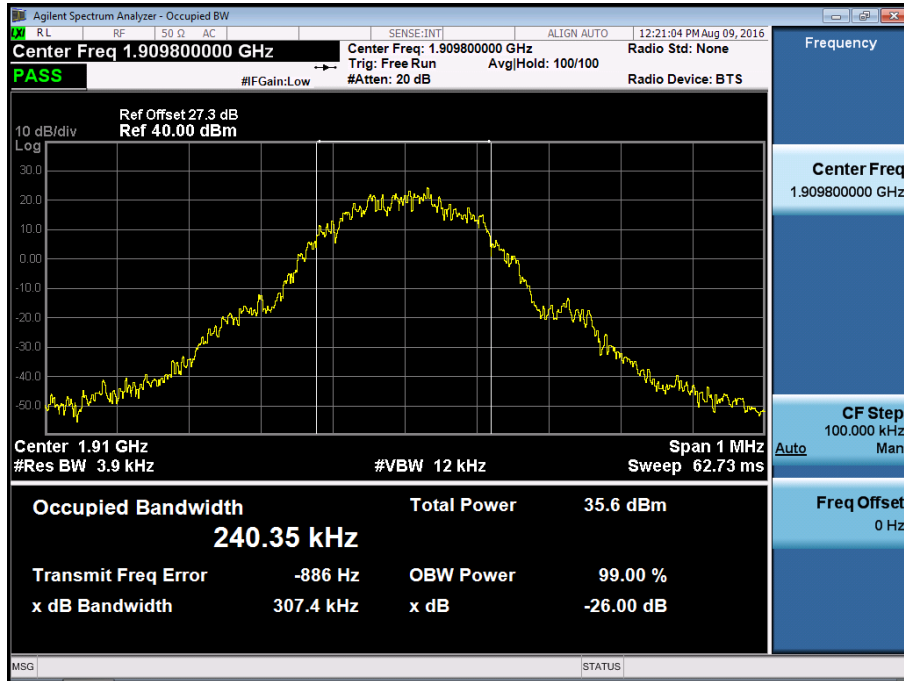 Agilent Spectrum Analyzer - Occupied BW
LXI RL RF 50 Ω AC SENSE:INT ALIGN AUTO 12:21:04 PM Aug 09, 2016
Center Freq 1.909800000 GHz
PASS
#IFGain:Low
Center Freq: 1.909800000 GHz
Trig: Free Run Avg|Hold: 100/100
#Atten: 20 dB
Radio Std: None
Radio Device: BTS
Ref Offset 27.3 dB
10 dB/div Ref 40.00 dBm
Log
30.0
20.0
10.0
0.00
-10.0
-20.0
-30.0
-40.0
-50.0
Center 1.91 GHz Span 1 MHz
#Res BW 3.9 kHz #VBW 12 kHz Sweep 62.73 ms
Occupied Bandwidth Total Power 35.6 dBm
240.35 kHz
Transmit Freq Error -886 Hz OBW Power 99.00 %
x dB Bandwidth 307.4 kHz x dB -26.00 dB
MSG STATUS
Frequency
Center Freq
1.909800000 GHz
CF Step
100.000 kHz
Auto Man
Freq Offset
0 Hz